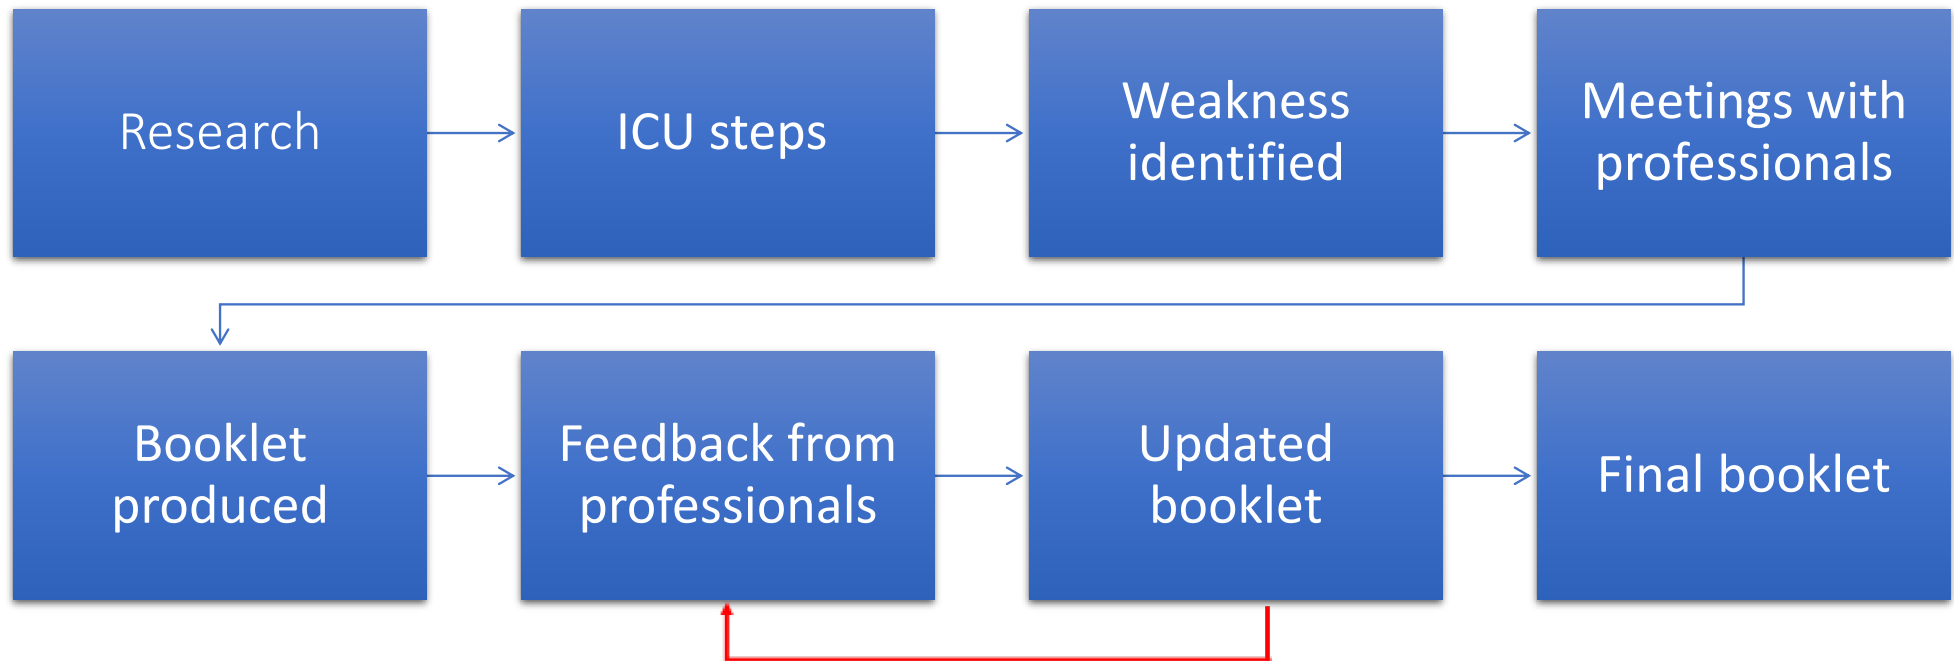 Research
ICU steps
Weakness
identified
Meetings with
professionals
Booklet
produced
Feedback from
professionals
Updated
booklet
Final booklet